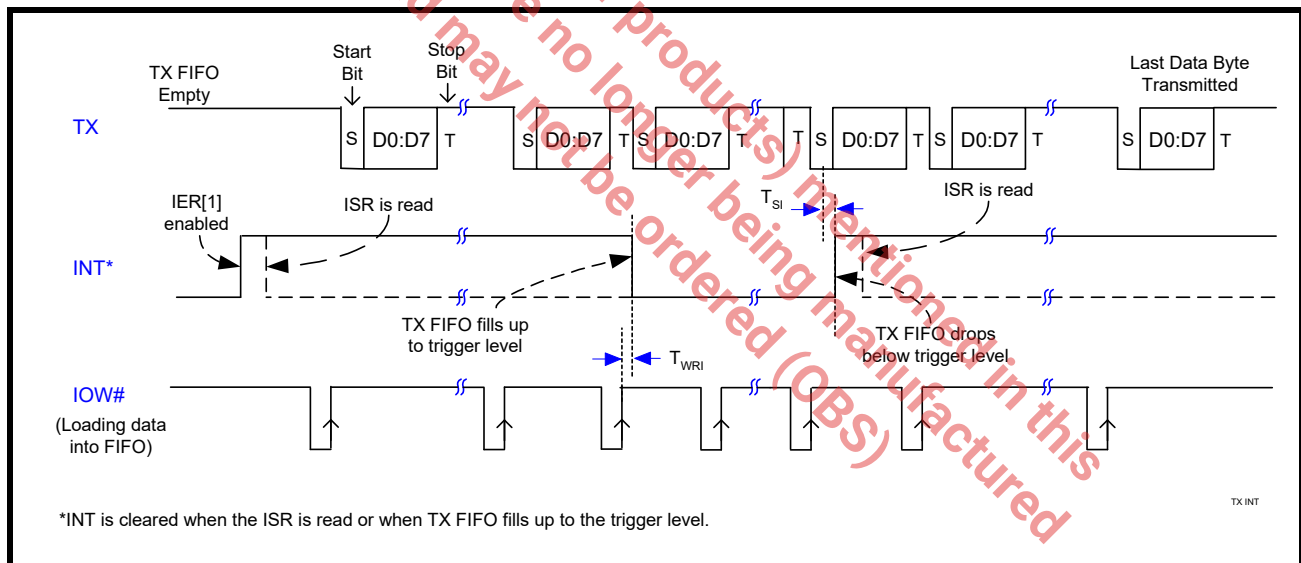 products) mentioned in this
e no longer being manufactured
d may not be ordered (OBS)
TX FIFO
Empty
Start
Bit
Stop
Bit
Last Data Byte
Transmitted
TX
S D0:D7 T S D0:D7 T S D0:D7 T T S D0:D7 T S D0:D7 T S D0:D7 T
IER[1]
enabled
ISR is read
TSI
ISR is read
INT*
TX FIFO fills up
to trigger level
TX FIFO drops
below trigger level
TWRI
IOW#
(Loading data
into FIFO)
*INT is cleared when the ISR is read or when TX FIFO fills up to the trigger level.
TX INT